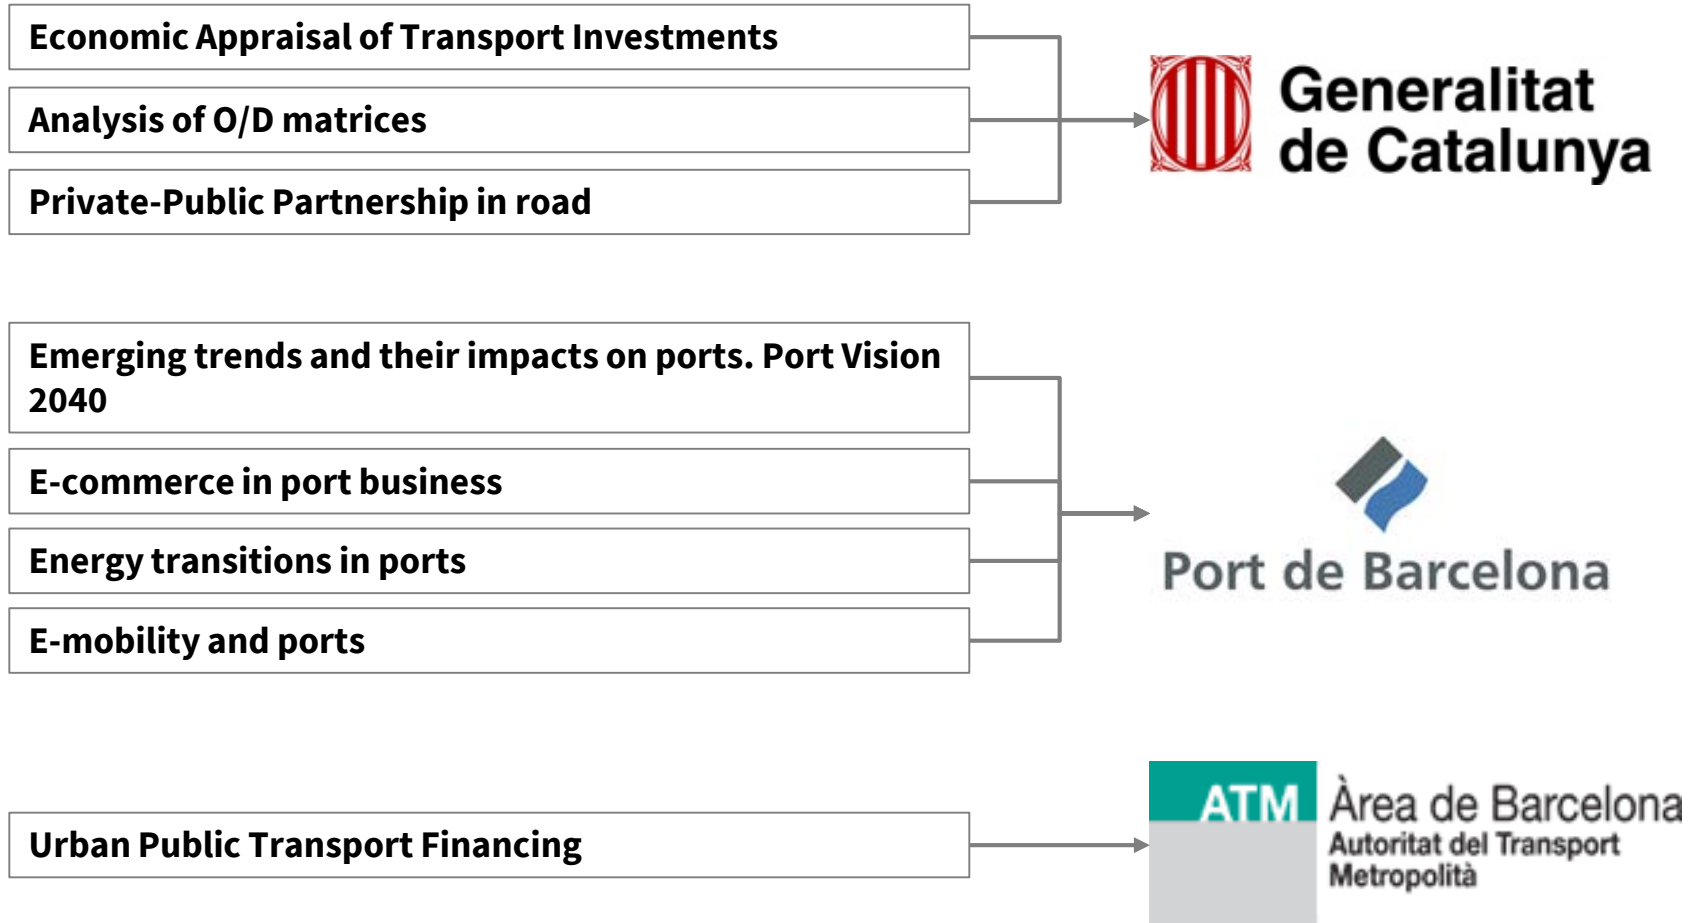 Economic Appraisal of Transport Investments
Analysis of O/D matrices
Private-Public Partnership in road
Generalitat
de Catalunya
Emerging trends and their impacts on ports. Port Vision
2040
E-commerce in port business
Energy transitions in ports
E-mobility and ports
Port de Barcelona
Urban Public Transport Financing
ATM
Àrea de Barcelona
Autoritat del Transport
Metropolità